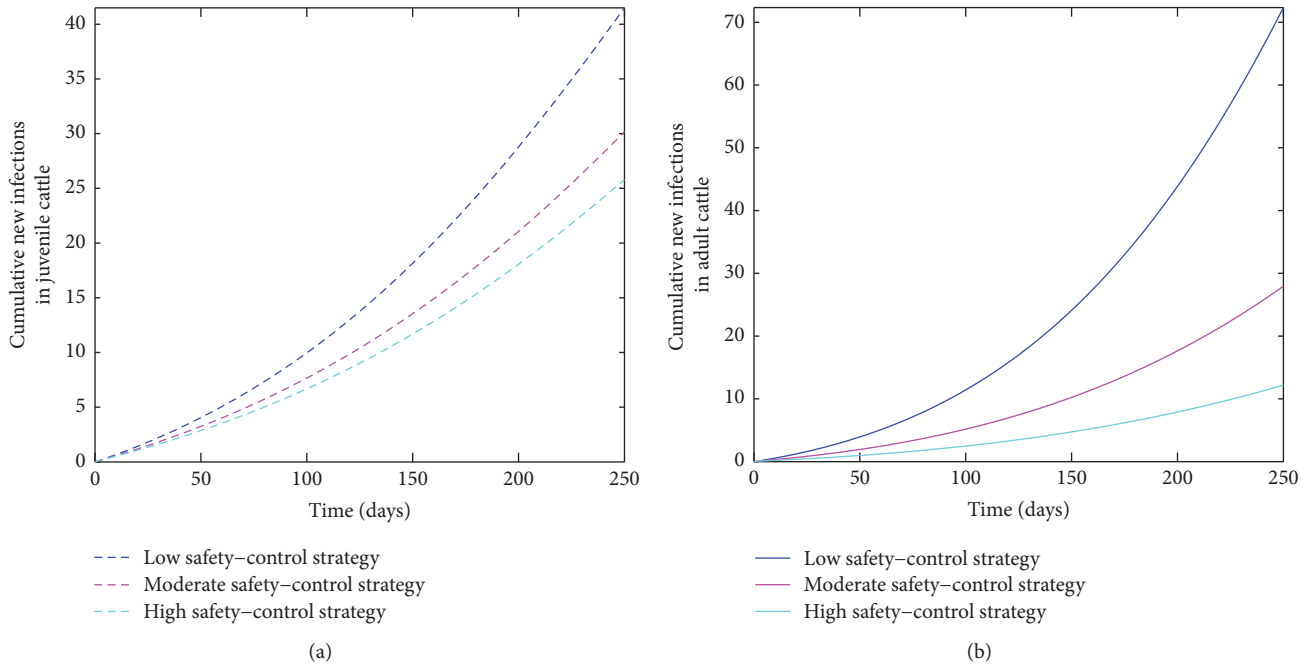 Cumulative new infections
in juvenile cattle
40
35
30
25
20
15
10
5
0
0 50 100 150 200 250
Time (days)
Low safety−control strategy
Moderate safety−control strategy
High safety−control strategy
(a)
Cumulative new infections
in adult cattle
70
60
50
40
30
20
10
0
0 50 100 150 200 250
Time (days)
Low safety−control strategy
Moderate safety−control strategy
High safety−control strategy
(b)